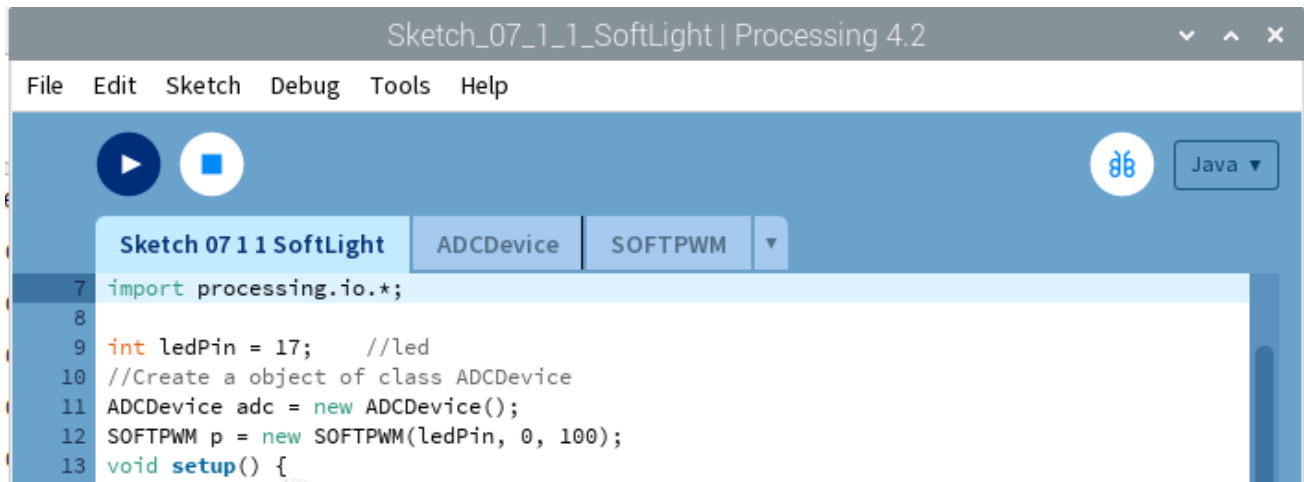 Sketch_07_1_1_SoftLight | Processing 4.2
File Edit Sketch Debug Tools Help
Java ▼
Sketch 07 1 1 SoftLight ADCDevice SOFTPWM ▼
7 import processing.io.*;
8
9 int ledPin = 17;    //led
10 //Create a object of class ADCDevice
11 ADCDevice adc = new ADCDevice();
12 SOFTPWM p = new SOFTPWM(ledPin, 0, 100);
13 void setup() {